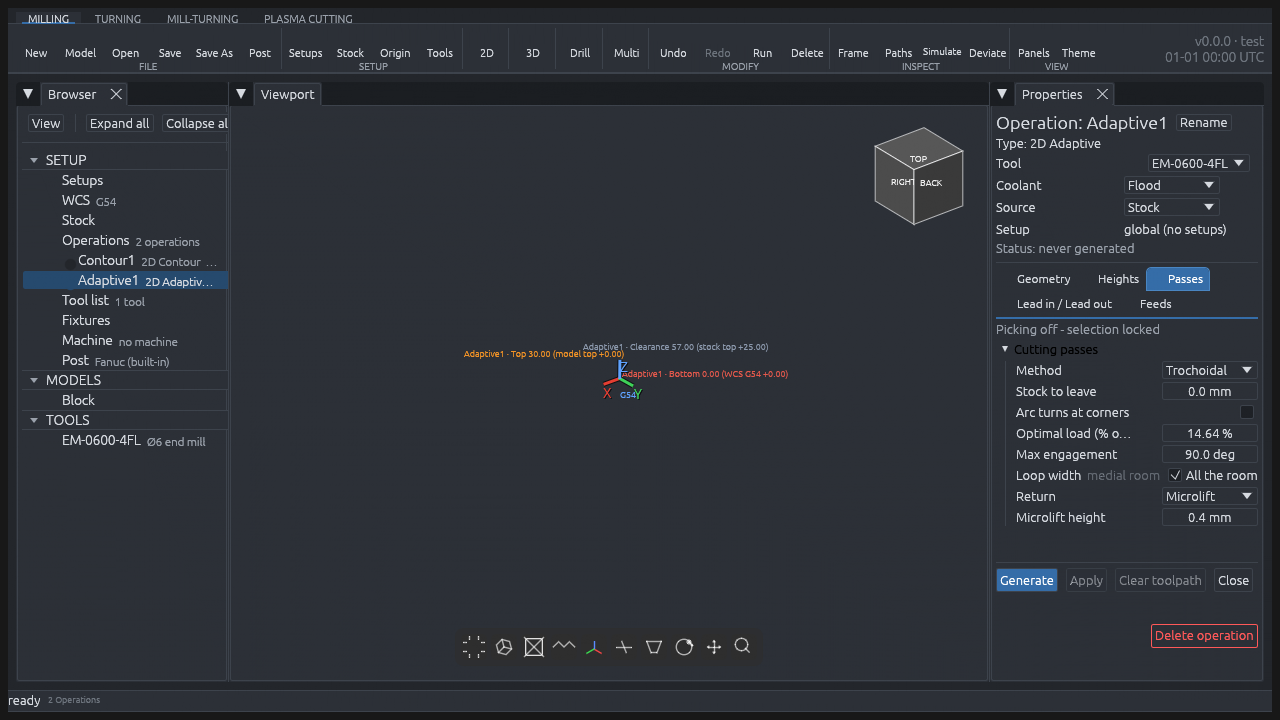 MILLING TURNING MILL-TURNING PLASMA CUTTING
New Model Open Save Save As Post Setups Stock Origin Tools 2D 3D Drill Multi Undo Redo Run Delete Frame Paths Simulate Deviate Panels Theme
FILE SETUP MODIFY INSPECT VIEW
v0.0.0 · test
01-01 00:00 UTC
Browser
View Expand all Collapse al
SETUP
Setups
WCS G54
Stock
Operations 2 operations
Contour1 2D Contour …
Adaptive1 2D Adaptiv…
Tool list 1 tool
Fixtures
Machine no machine
Post Fanuc (built-in)
MODELS
Block
TOOLS
EM-0600-4FL Ø6 end mill
Viewport
TOP
RIGHT BACK
Adaptive1 · Clearance 57.00 (stock top +25.00)
Adaptive1 · Top 30.00 (model top +0.00)
Adaptive1 · Bottom 0.00 (WCS G54 +0.00)
Z
X G54 Y
Properties
Operation: Adaptive1 Rename
Type: 2D Adaptive
Tool EM-0600-4FL
Coolant Flood
Source Stock
Setup global (no setups)
Status: never generated
Geometry Heights Passes
Lead in / Lead out Feeds
Picking off - selection locked
Cutting passes
Method Trochoidal
Stock to leave 0.0 mm
Arc turns at corners
Optimal load (% o… 14.64 %
Max engagement 90.0 deg
Loop width medial room All the room
Return Microlift
Microlift height 0.4 mm
Generate Apply Clear toolpath Close
Delete operation
ready 2 Operations